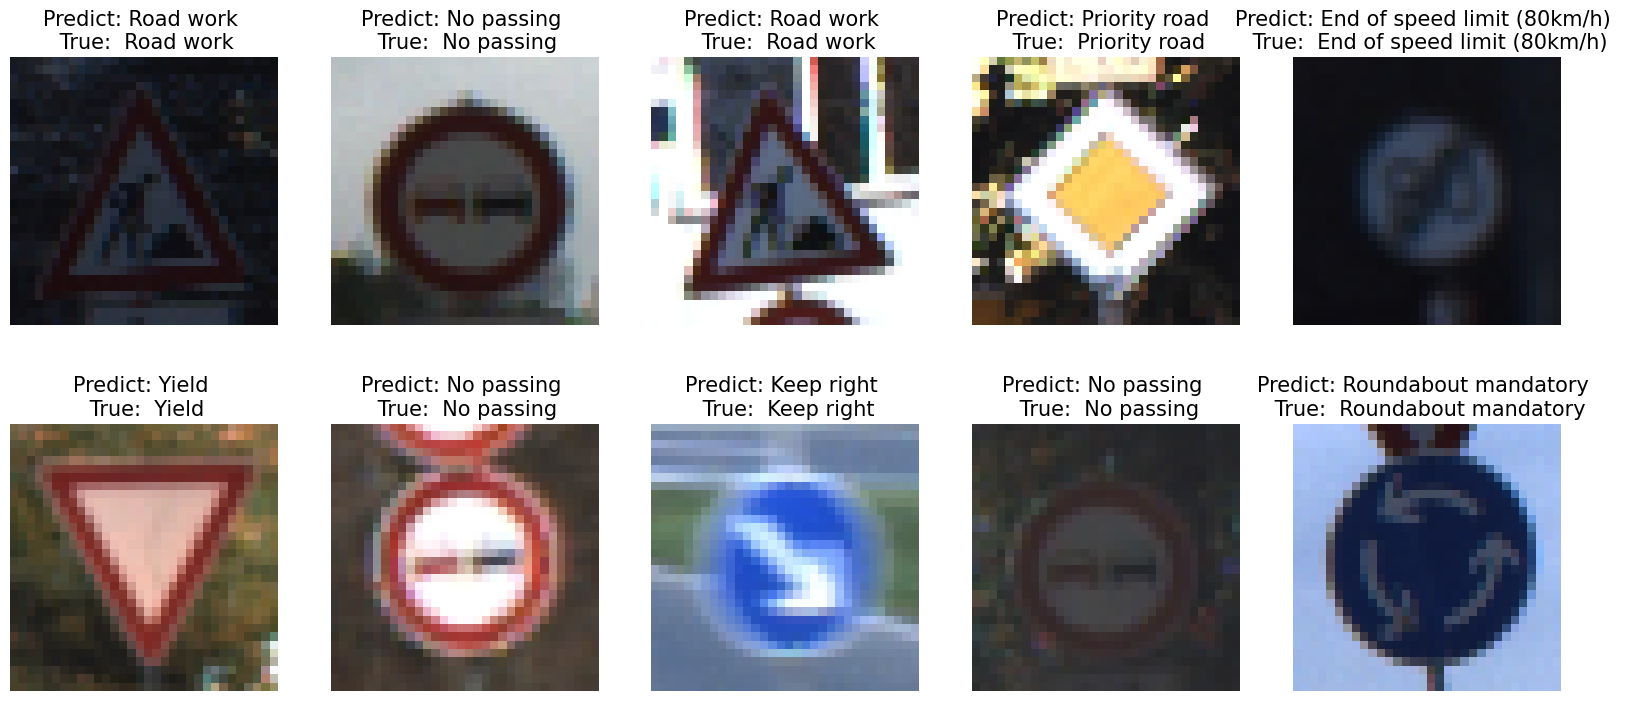 Predict: Road work
True:  Road work
Predict: No passing
True:  No passing
Predict: Road work
True:  Road work
Predict: Priority road
True:  Priority road
Predict: End of speed limit (80km/h)
True:  End of speed limit (80km/h)
Predict: Yield
True:  Yield
Predict: No passing
True:  No passing
Predict: Keep right
True:  Keep right
Predict: No passing
True:  No passing
Predict: Roundabout mandatory
True:  Roundabout mandatory